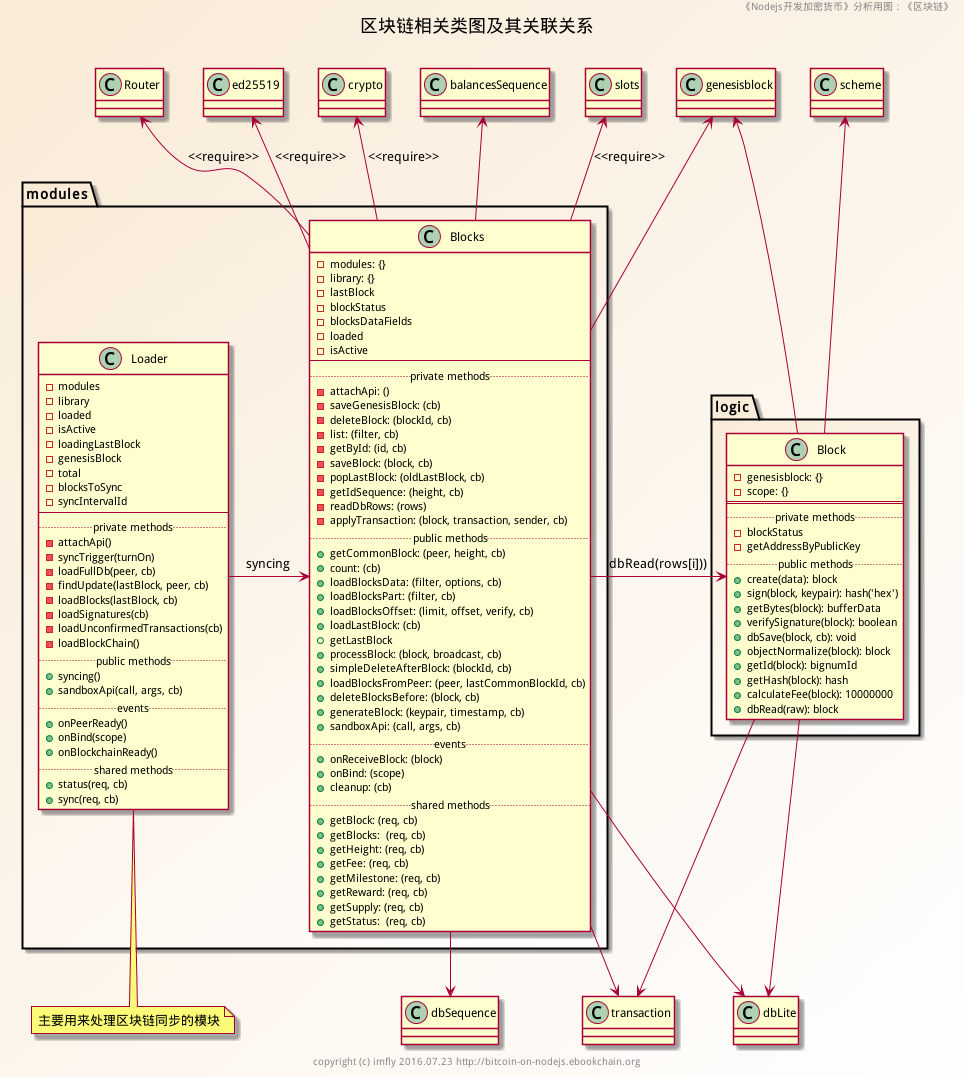 《Nodejs开发加密货币》分析用图：《区块链》
区块链相关类图及其关联关系
C Router
C ed25519
C crypto
C balancesSequence
C slots
C genesisblock
C scheme
<<require>>
<<require>>
<<require>>
<<require>>
modules
C Blocks
modules: {}
library: {}
lastBlock
blockStatus
blocksDataFields
loaded
isActive
private methods
attachApi: ()
saveGenesisBlock: (cb)
deleteBlock: (blockId, cb)
list: (filter, cb)
getById: (id, cb)
saveBlock: (block, cb)
popLastBlock: (oldLastBlock, cb)
getIdSequence: (height, cb)
readDbRows: (rows)
applyTransaction: (block, transaction, sender, cb)
public methods
getCommonBlock: (peer, height, cb)
count: (cb)
loadBlocksData: (filter, options, cb)
loadBlocksPart: (filter, cb)
loadBlocksOffset: (limit, offset, verify, cb)
loadLastBlock: (cb)
getLastBlock
processBlock: (block, broadcast, cb)
simpleDeleteAfterBlock: (blockId, cb)
loadBlocksFromPeer: (peer, lastCommonBlockId, cb)
deleteBlocksBefore: (block, cb)
generateBlock: (keypair, timestamp, cb)
sandboxApi: (call, args, cb)
events
onReceiveBlock: (block)
onBind: (scope)
cleanup: (cb)
shared methods
getBlock: (req, cb)
getBlocks: (req, cb)
getHeight: (req, cb)
getFee: (req, cb)
getMilestone: (req, cb)
getReward: (req, cb)
getSupply: (req, cb)
getStatus: (req, cb)
C Loader
modules
library
loaded
isActive
loadingLastBlock
genesisBlock
total
blocksToSync
syncIntervalId
private methods
attachApi()
syncTrigger(turnOn)
loadFullDb(peer, cb)
findUpdate(lastBlock, peer, cb)
loadBlocks(lastBlock, cb)
loadSignatures(cb)
loadUnconfirmedTransactions(cb)
loadBlockChain()
public methods
syncing()
sandboxApi(call, args, cb)
events
onPeerReady()
onBind(scope)
onBlockchainReady()
shared methods
status(req, cb)
sync(req, cb)
syncing
dbRead(rows[i]))
logic
C Block
genesisblock: {}
scope: {}
private methods
blockStatus
getAddressByPublicKey
public methods
create(data): block
sign(block, keypair): hash('hex')
getBytes(block): bufferData
verifySignature(block): boolean
dbSave(block, cb): void
objectNormalize(block): block
getId(block): bignumId
getHash(block): hash
calculateFee(block): 10000000
dbRead(raw): block
主要用来处理区块链同步的模块
C dbSequence
C transaction
C dbLite
copyright (c) imfly 2016.07.23 http://bitcoin-on-nodejs.ebookchain.org